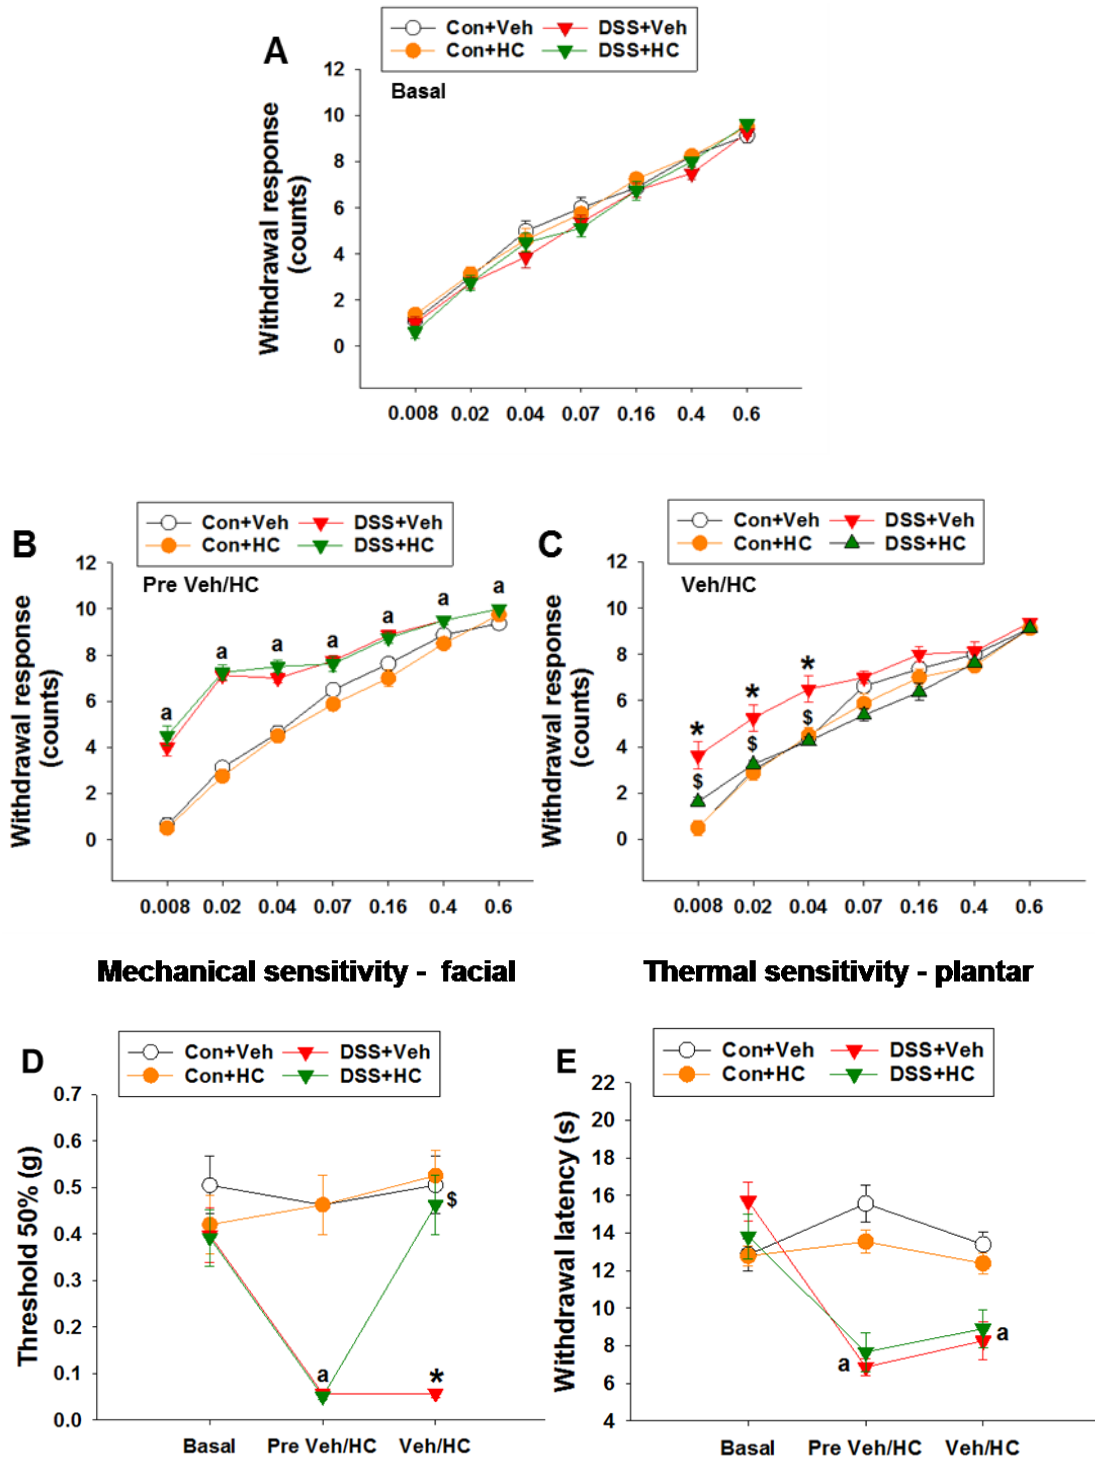 A
Con+Veh DSS+Veh
Con+HC DSS+HC
Basal
Withdrawal response
(counts)
12
10
8
6
4
2
0
0.008 0.02 0.04 0.07 0.16 0.4 0.6
B
Con+Veh DSS+Veh
Con+HC DSS+HC
Pre Veh/HC
Withdrawal response
(counts)
12
10
8
6
4
2
0
a a a a a a a
0.008 0.02 0.04 0.07 0.16 0.4 0.6
C
Con+Veh DSS+Veh
Con+HC DSS+HC
Veh/HC
Withdrawal response
(counts)
12
10
8
6
4
2
0
* * *
$ $ $
0.008 0.02 0.04 0.07 0.16 0.4 0.6
Mechanical sensitivity - facial
Thermal sensitivity - plantar
D
Con+Veh DSS+Veh
Con+HC DSS+HC
Threshold 50% (g)
0.7
0.6
0.5
0.4
0.3
0.2
0.1
0.0
$
a *
Basal Pre Veh/HC Veh/HC
E
Con+Veh DSS+Veh
Con+HC DSS+HC
Withdrawal latency (s)
22
20
18
16
14
12
10
8
6
4
a a
Basal Pre Veh/HC Veh/HC